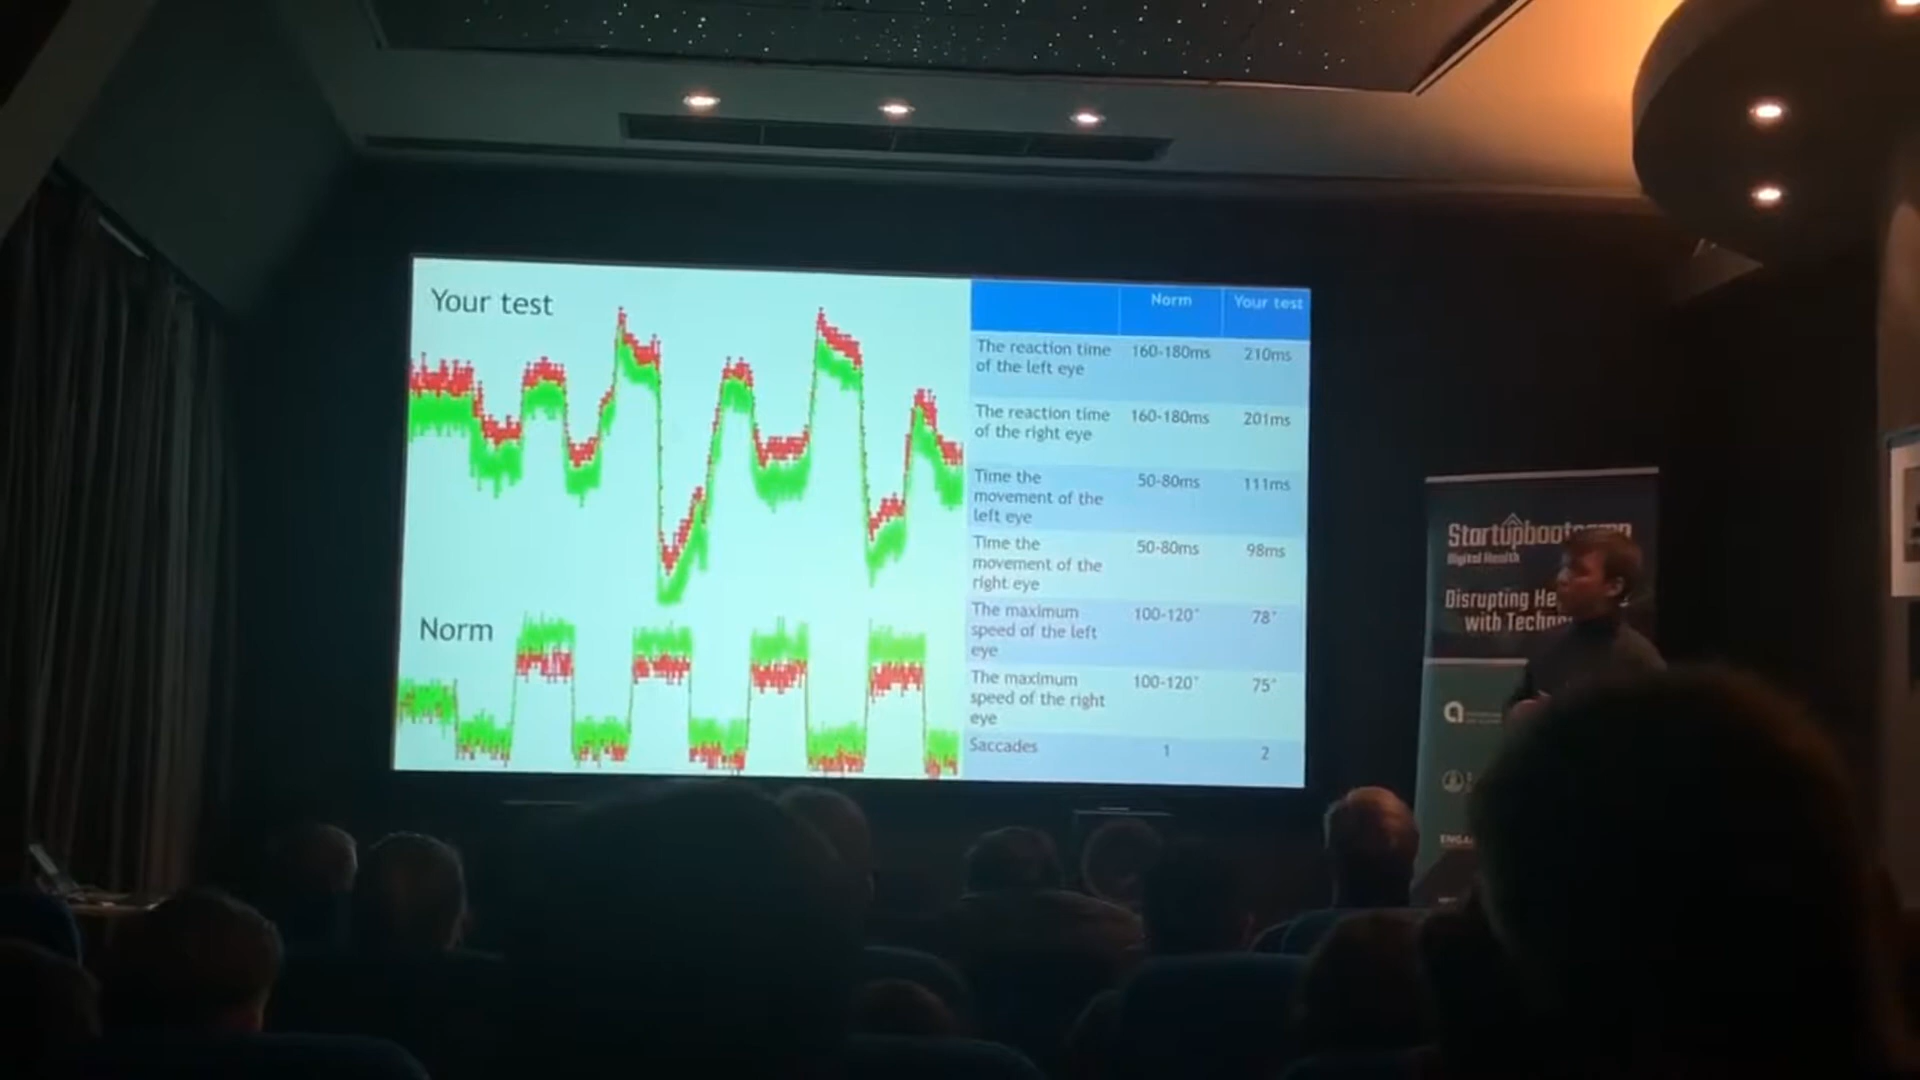 Your test
Norm
Norm
Your test
The reaction time
of the left eye
160-180ms
210ms
The reaction time
of the right eye
160-180ms
201ms
Time the
movement of the
left eye
50-80ms
111ms
Time the
movement of the
right eye
50-80ms
98ms
The maximum
speed of the left
eye
100-120°
78°
The maximum
speed of the right
eye
100-120°
75°
Saccades
1
2
Digital Health
Disrupting
with